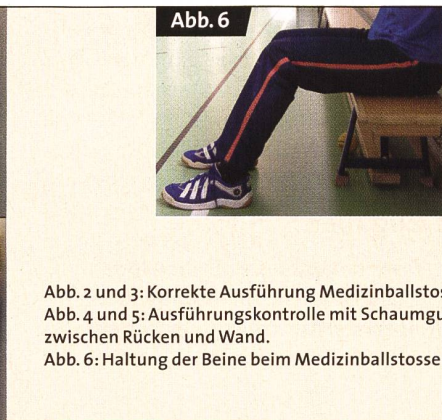 Abb. 6
Abb. 2 und 3: Korrekte Ausführung
Abb. 4 und 5: Ausführungskontrolle mit
zwischen Rücken und Wand.
Abb. 6: Haltung der Beine beim